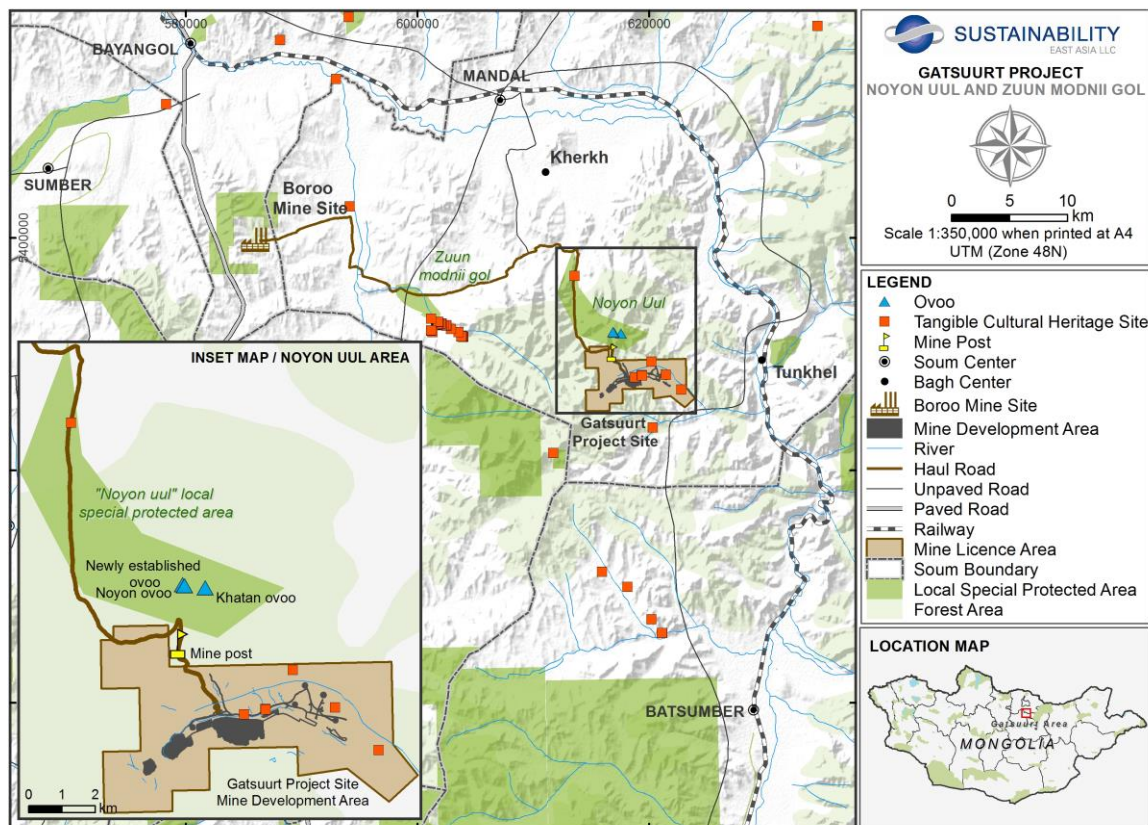 580000
600000
620000
5400000
BAYANGOL
MANDAL
SUMBER
Kherkh
Boroo
Mine Site
Zuun
modnii gol
Noyon Uul
Tunkhel
Gatsuurt
Project Site
BATSUMBER
INSET MAP / NOYON UUL AREA
"Noyon uul" local
special protected area
Newly established
ovoo
Noyon ovoo
Khatan ovoo
Mine post
Gatsuurt Project Site
Mine Development Area
0 1 2
km
SUSTAINABILITY
EAST ASIA LLC
GATSUURT PROJECT
NOYON UUL AND ZUUN MODNII GOL
0 5 10
km
Scale 1:350,000 when printed at A4
UTM (Zone 48N)
LEGEND
Ovoo
Tangible Cultural Heritage Site
Mine Post
Soum Center
Bagh Center
Boroo Mine Site
Mine Development Area
River
Haul Road
Unpaved Road
Paved Road
Railway
Mine Licence Area
Soum Boundary
Local Special Protected Area
Forest Area
LOCATION MAP
Gatsuurt Area
MONGOLIA